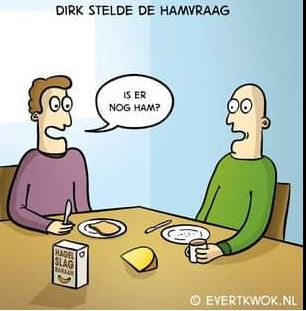 DIRK STELDE DE HAMVRAAG
IS ER
NOG HAM?
HAGEL
SLAG
BANAAN
© EVERTKWOK.NL